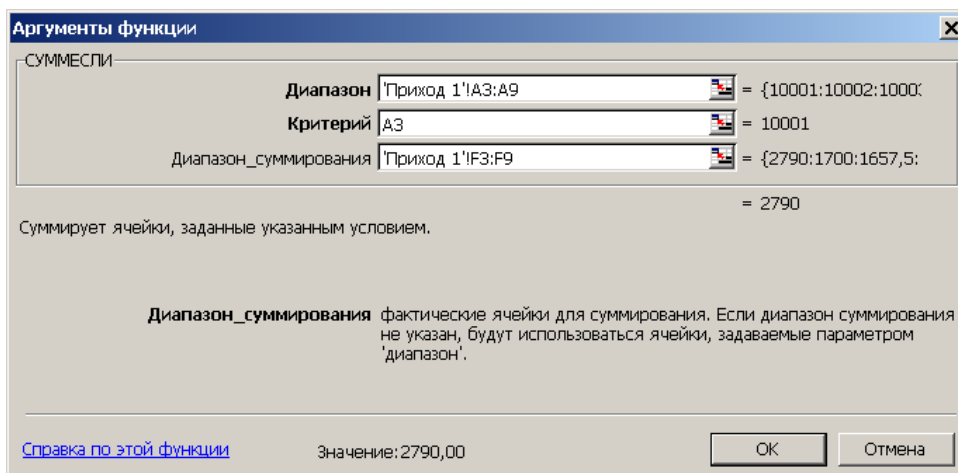 Аргументы функции
СУММЕСЛИ
Диапазон 'Приход 1'!A3:A9 = {10001:10002:1000
Критерий A3 = 10001
Диапазон_суммирования 'Приход 1'!F3:F9 = {2790:1700:1657,5:
= 2790
Суммирует ячейки, заданные указанным условием.
Диапазон_суммирования фактические ячейки для суммирования. Если диапазон суммирования
не указан, будут использоваться ячейки, задаваемые параметром
'диапазон'.
Справка по этой функции Значение:2790,00 OK Отмена